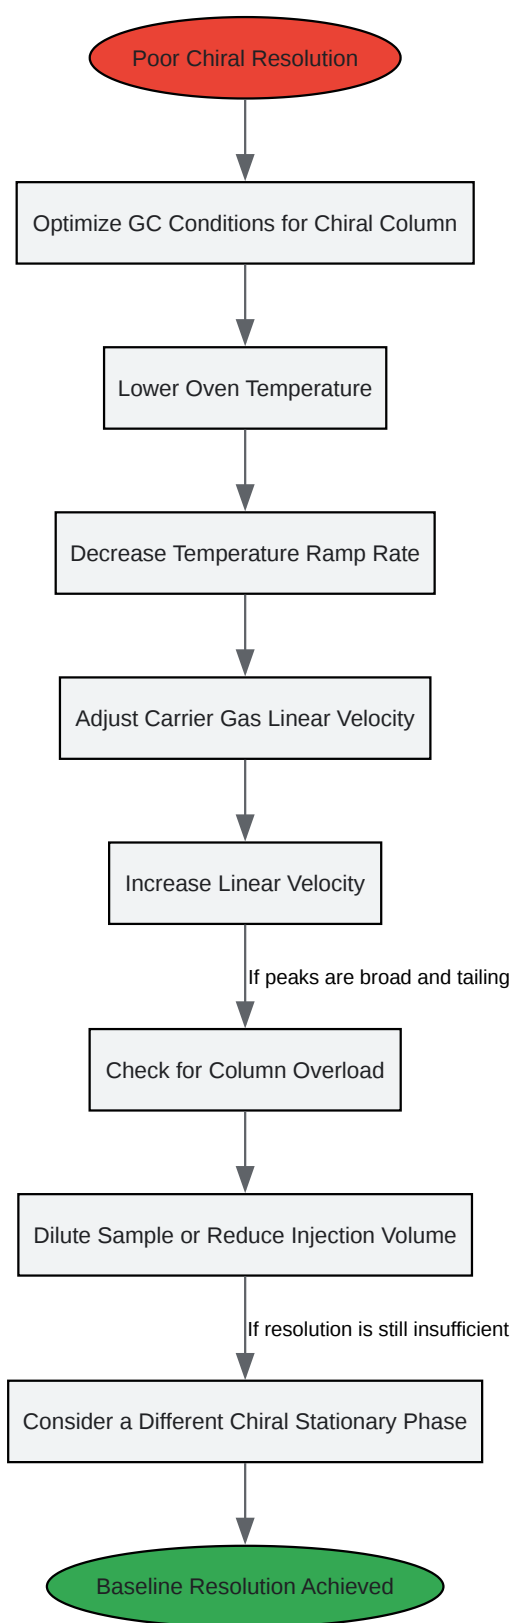 Poor Chiral Resolution
Optimize GC Conditions for Chiral Column
Lower Oven Temperature
Decrease Temperature Ramp Rate
Adjust Carrier Gas Linear Velocity
Increase Linear Velocity
If peaks are broad and tailing
Check for Column Overload
Dilute Sample or Reduce Injection Volume
If resolution is still insufficient
Consider a Different Chiral Stationary Phase
Baseline Resolution Achieved